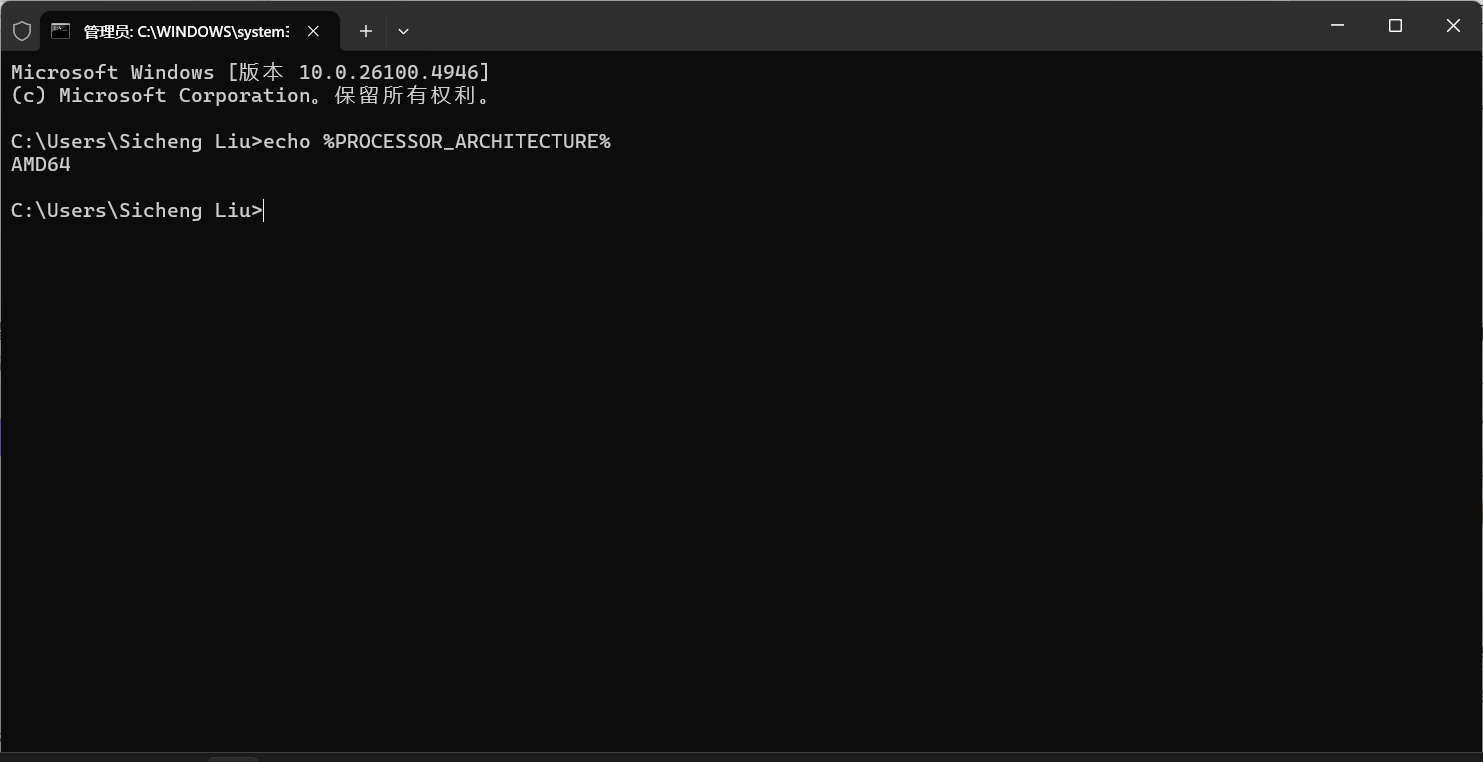 管理员: C:\WINDOWS\system3
Microsoft Windows [版本 10.0.26100.4946]
(c) Microsoft Corporation。保留所有权利。
C:\Users\Sicheng Liu>echo %PROCESSOR_ARCHITECTURE%
AMD64
C:\Users\Sicheng Liu>